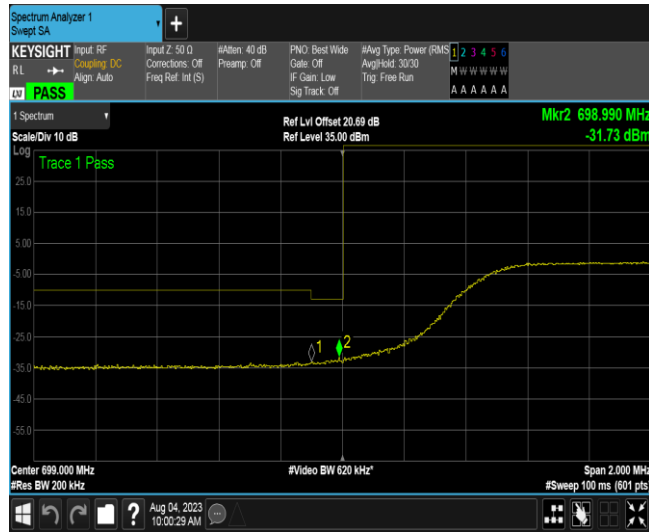 Spectrum Analyzer 1
Swept SA
+
KEYSIGHT
RL
LXI PASS
Input: RF
Coupling: DC
Align: Auto
Input Z: 50 Ω
Corrections: Off
Freq Ref: Int (S)
#Atten: 40 dB
Preamp: Off
PNO: Best Wide
Gate: Off
IF Gain: Low
Sig Track: Off
#Avg Type: Power (RMS
Avg|Hold: 30/30
Trig: Free Run
1 2 3 4 5 6
M W W W W W
A A A A A A
1 Spectrum
Scale/Div 10 dB
Log
Ref Lvl Offset 20.69 dB
Ref Level 35.00 dBm
Mkr2 698.990 MHz
-31.73 dBm
Trace 1 Pass
25.0
15.0
5.00
-5.00
-15.0
-25.0
-35.0
-45.0
-55.0
1
2
Center 699.000 MHz
#Res BW 200 kHz
#Video BW 620 kHz*
Span 2.000 MHz
#Sweep 100 ms (601 pts)
?
Aug 04, 2023
10:00:29 AM